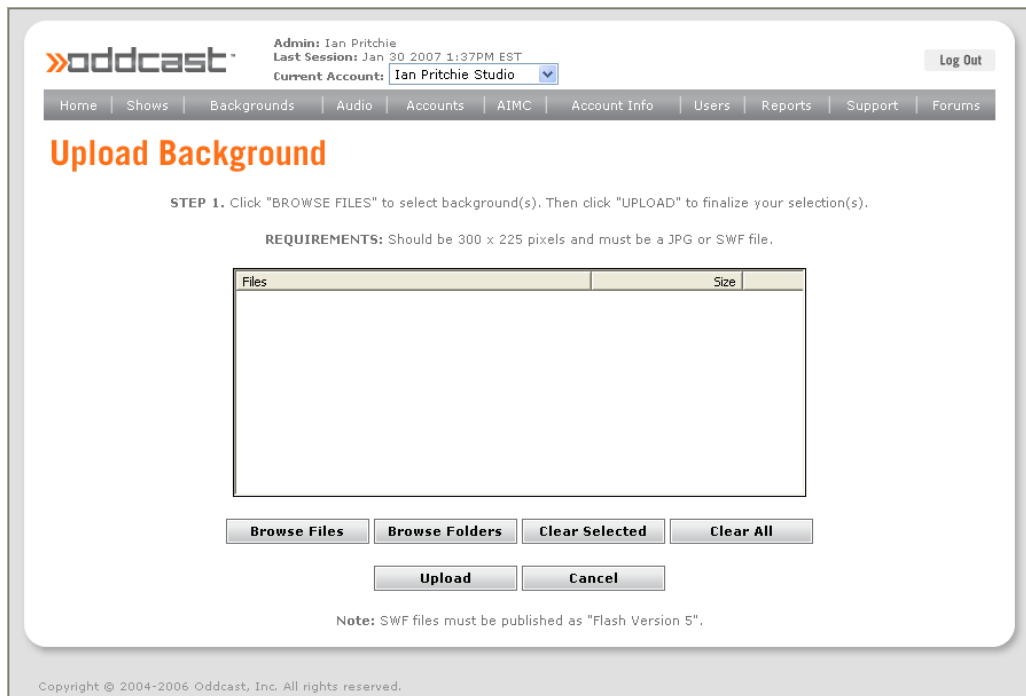 »oddcast™
Admin: Ian Pritchie
Last Session: Jan 30 2007 1:37PM EST
Current Account: Ian Pritchie Studio
Log Out
Home | Shows | Backgrounds | Audio | Accounts | AIMC | Account Info | Users | Reports | Support | Forums
Upload Background
STEP 1. Click "BROWSE FILES" to select background(s). Then click "UPLOAD" to finalize your selection(s).
REQUIREMENTS: Should be 300 x 225 pixels and must be a JPG or SWF file.
Files Size
Browse Files Browse Folders Clear Selected Clear All
Upload Cancel
Note: SWF files must be published as "Flash Version 5".
Copyright © 2004-2006 Oddcast, Inc. All rights reserved.